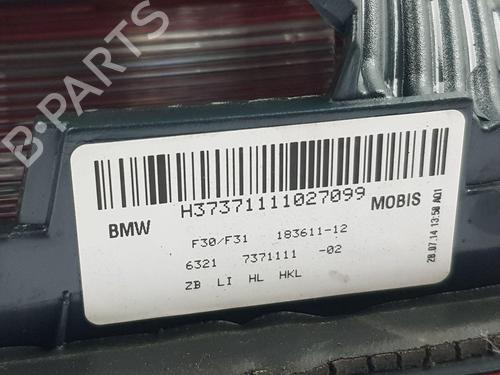 B-PARTS
H37371111027099
BMW
MOBIS
F30/F31 183611-12
6321 7371111 -02
ZB LI HL HKL
28.07.14 13:58 AG1